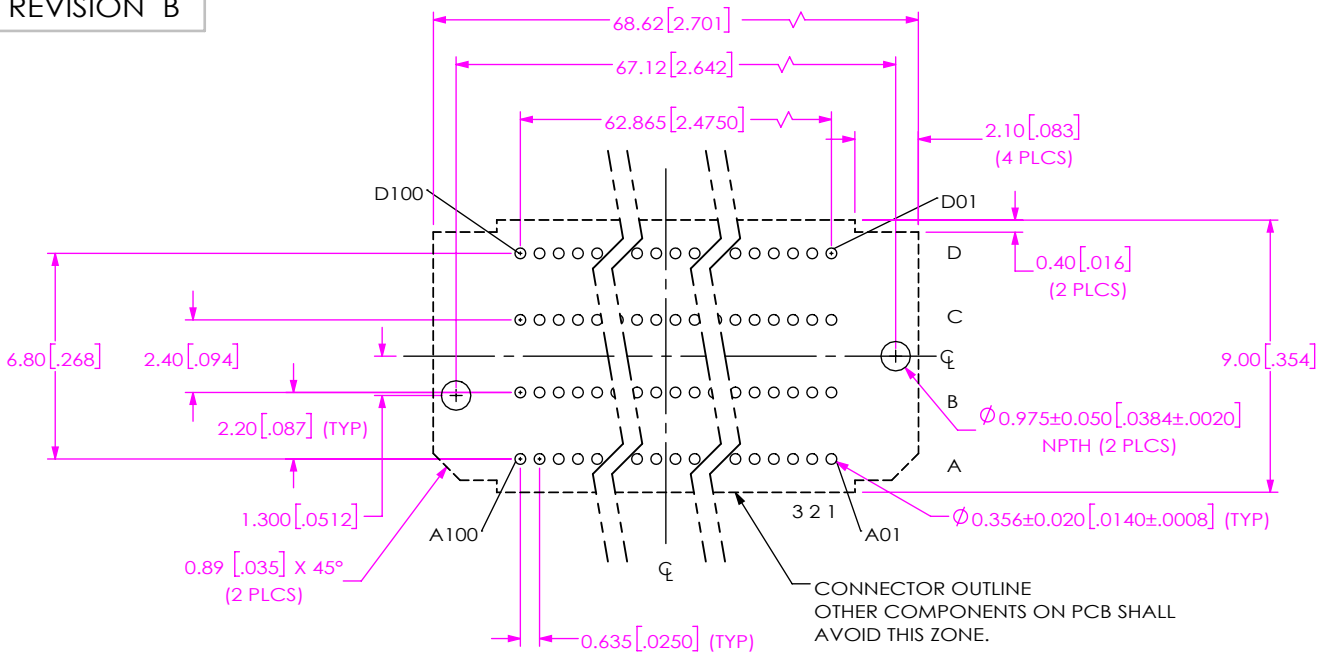 REVISION B
68.62[2.701]
67.12[2.642]
62.865[2.4750]
2.10[.083]
(4 PLCS)
D100
D01
D
0.40[.016]
(2 PLCS)
C
6.80[.268]
2.40[.094]
℄
9.00[.354]
B
2.20[.087] (TYP)
Ø0.975±0.050[.0384±.0020]
NPTH (2 PLCS)
A
1.300[.0512]
3 2 1
Ø0.356±0.020[.0140±.0008] (TYP)
A100
A01
0.89 [.035] X 45°
(2 PLCS)
℄
CONNECTOR OUTLINE
OTHER COMPONENTS ON PCB SHALL
AVOID THIS ZONE.
0.635[.0250] (TYP)